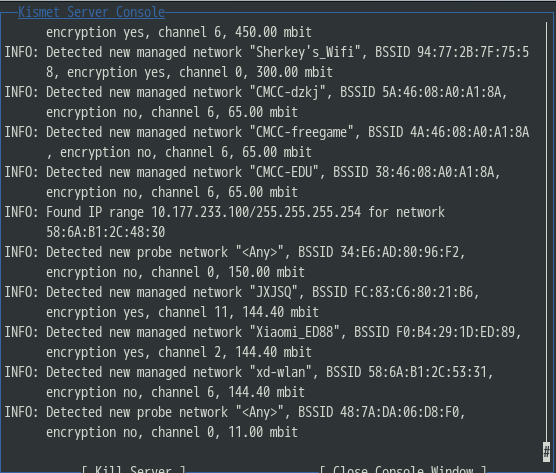 Kismet Server Console
encryption yes, channel 6, 450.00 mbit
INFO: Detected new managed network "Sherkey's_Wifi", BSSID 94:77:2B:7F:75:5
8, encryption yes, channel 0, 300.00 mbit
INFO: Detected new managed network "CMCC-dzkj", BSSID 5A:46:08:A0:A1:8A,
encryption no, channel 6, 65.00 mbit
INFO: Detected new managed network "CMCC-freegame", BSSID 4A:46:08:A0:A1:8A
, encryption no, channel 6, 65.00 mbit
INFO: Detected new managed network "CMCC-EDU", BSSID 38:46:08:A0:A1:8A,
encryption no, channel 6, 65.00 mbit
INFO: Found IP range 10.177.233.100/255.255.255.254 for network
58:6A:B1:2C:48:30
INFO: Detected new probe network "<Any>", BSSID 34:E6:AD:80:96:F2,
encryption no, channel 0, 150.00 mbit
INFO: Detected new managed network "JXJSQ", BSSID FC:83:C6:80:21:B6,
encryption yes, channel 11, 144.40 mbit
INFO: Detected new managed network "Xiaomi_ED88", BSSID F0:B4:29:1D:ED:89,
encryption yes, channel 2, 144.40 mbit
INFO: Detected new managed network "xd-wlan", BSSID 58:6A:B1:2C:53:31,
encryption no, channel 6, 144.40 mbit
INFO: Detected new probe network "<Any>", BSSID 48:7A:DA:06:D8:F0,
encryption no, channel 0, 11.00 mbit
#
[ Kill Server ] [ Close Console Window ]